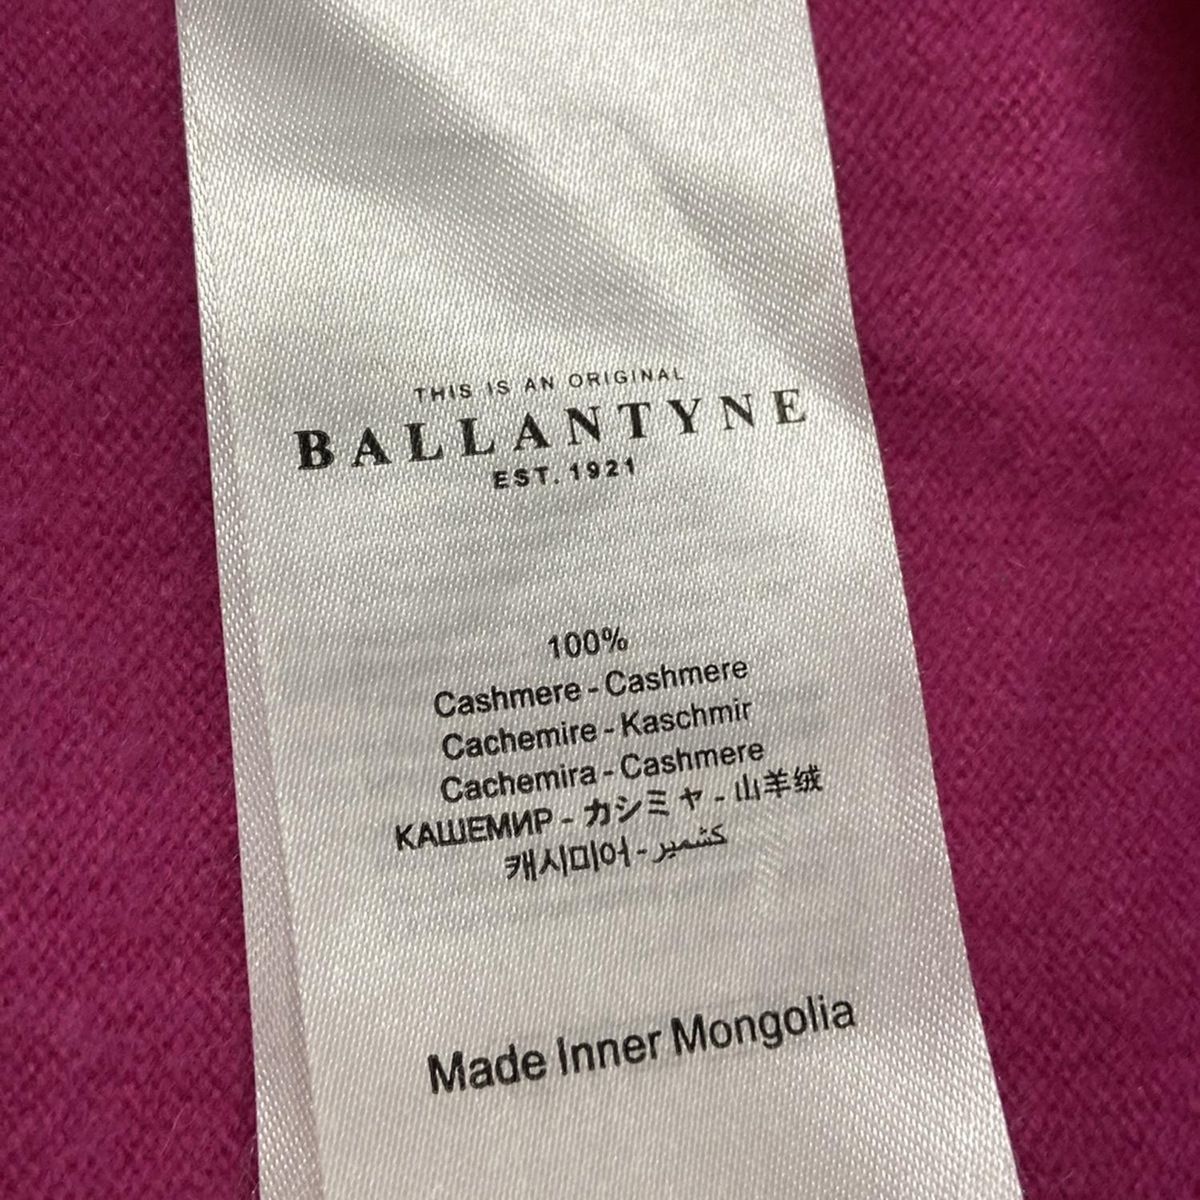 THIS IS AN ORIGINAL
BALLANTYNE
EST. 1921
100%
Cashmere - Cashmere
Cachemire - Kaschmir
Cachemira - Cashmere
КАШЕМИР - カシミヤ - 山羊绒
캐시미어 - كشمير
Made Inner Mongolia